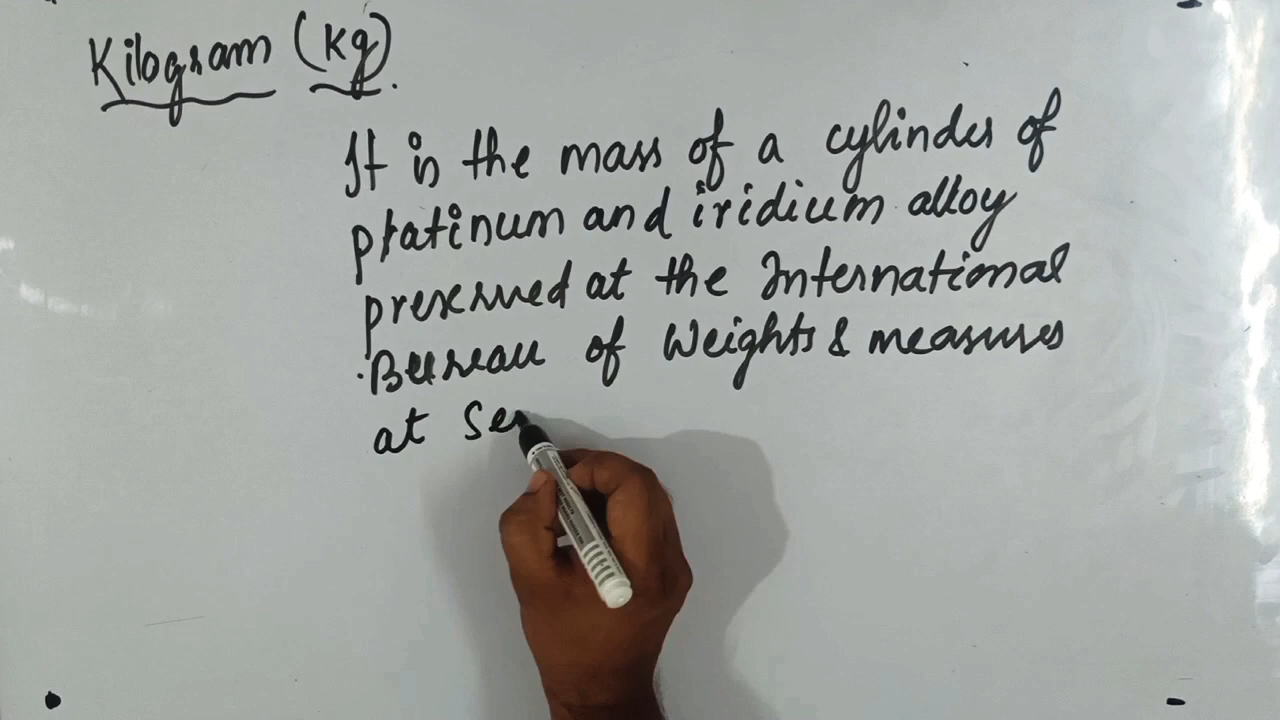 Kilogram (kg).
It is the mass of a cylinder of
platinum and iridium alloy
preserved at the International
Bureau of Weights & measures
at Ser